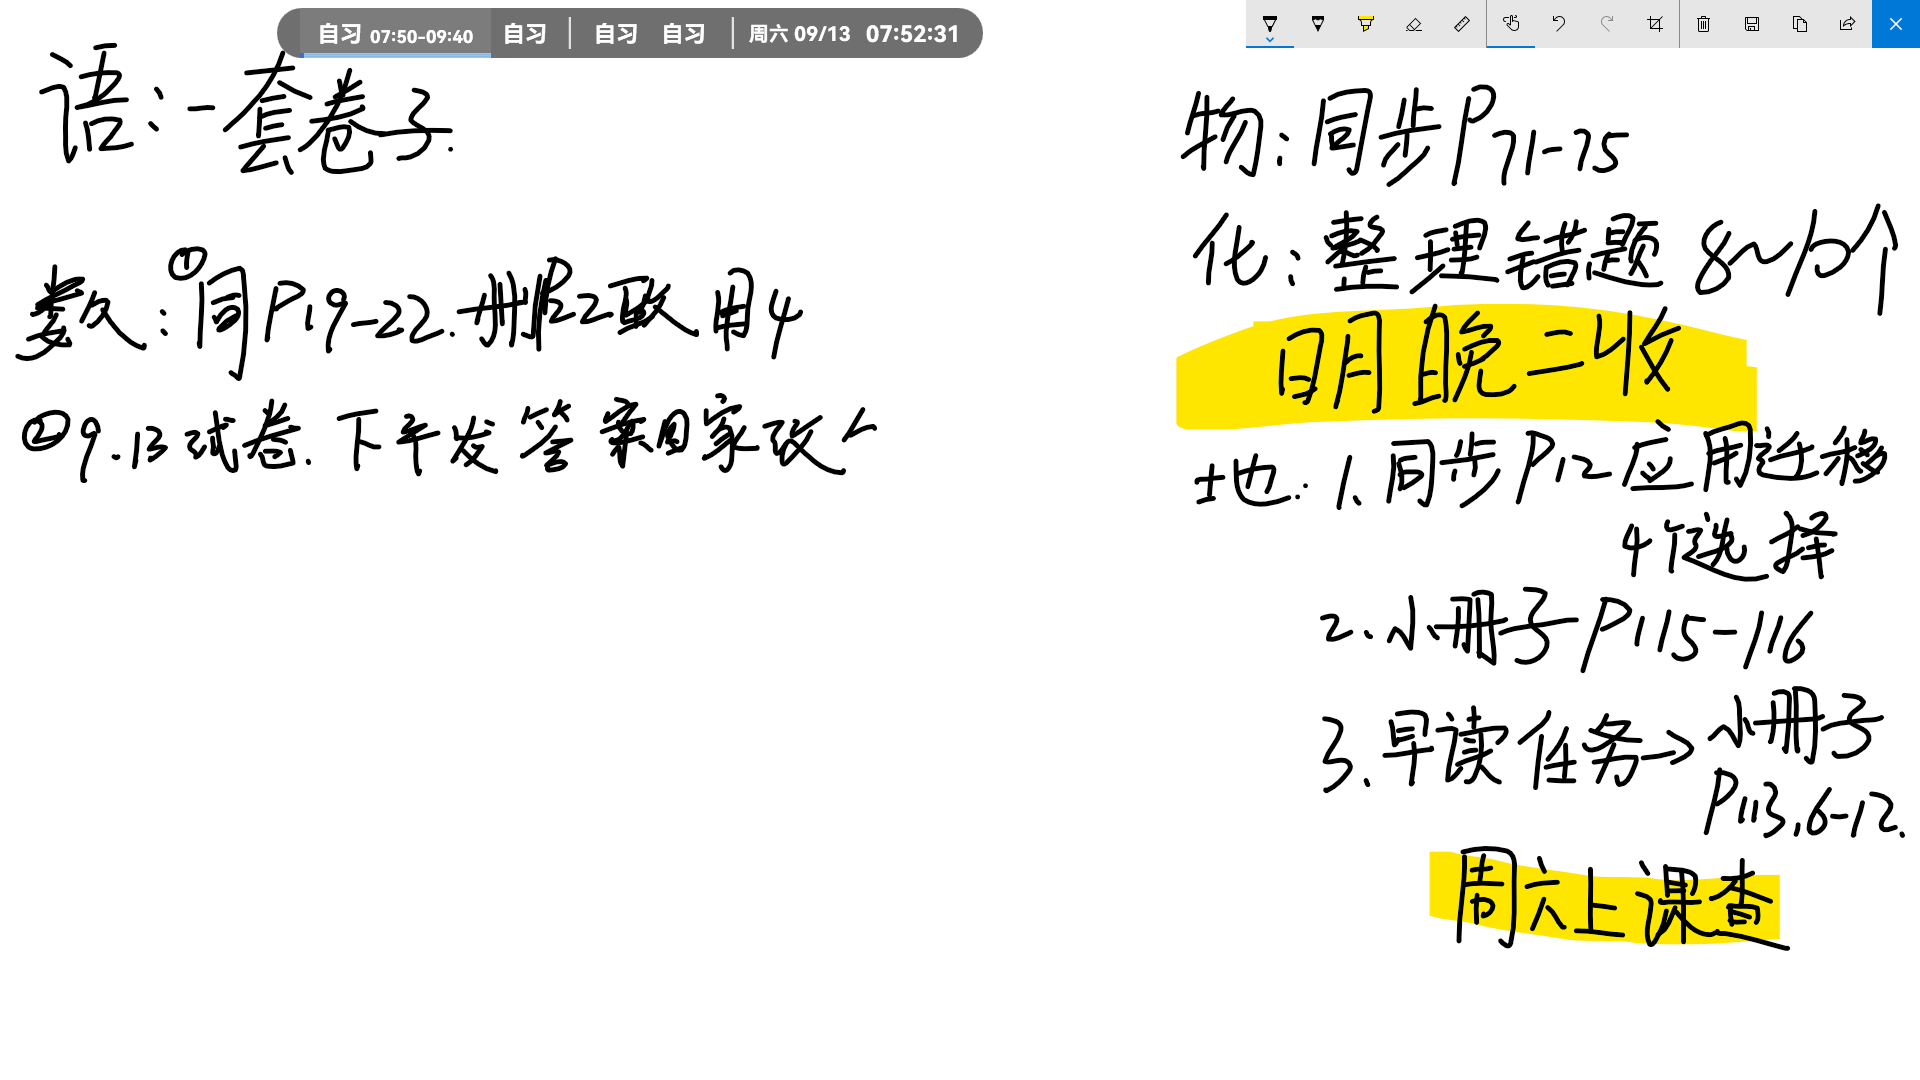 自习 07:50-09:40 自习 自习 自习 周六 09/13 07:52:31
语:一套卷子.
数:①同P19-22.册P22 致用4
②9.13试卷.下午发答案回家改
物:同步P71-75
化:整理错题 8~10个
明晚二收
地:1.同步P12应用迁移
4个选择
2.小册子P115-116
3.早读任务→小册子
P113,6-12.
周六上课查